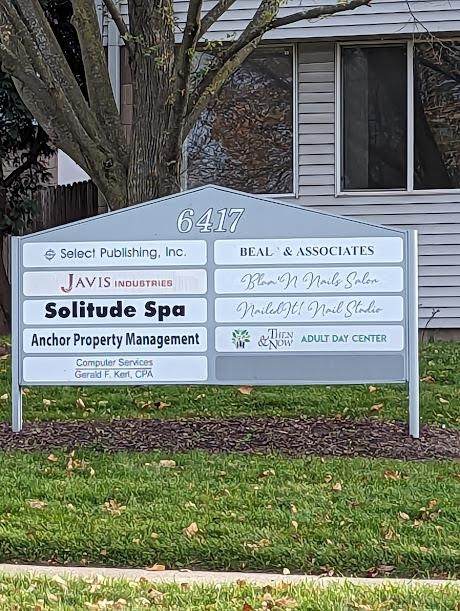 6417
Select Publishing, Inc.
JAVIS INDUSTRIES
Solitude Spa
Anchor Property Management
Computer Services
Gerald F. Kerl, CPA
BEAL & ASSOCIATES
'N Nails Salon
NailedIt! Nail Studio
THEN
&NOW ADULT DAY CENTER